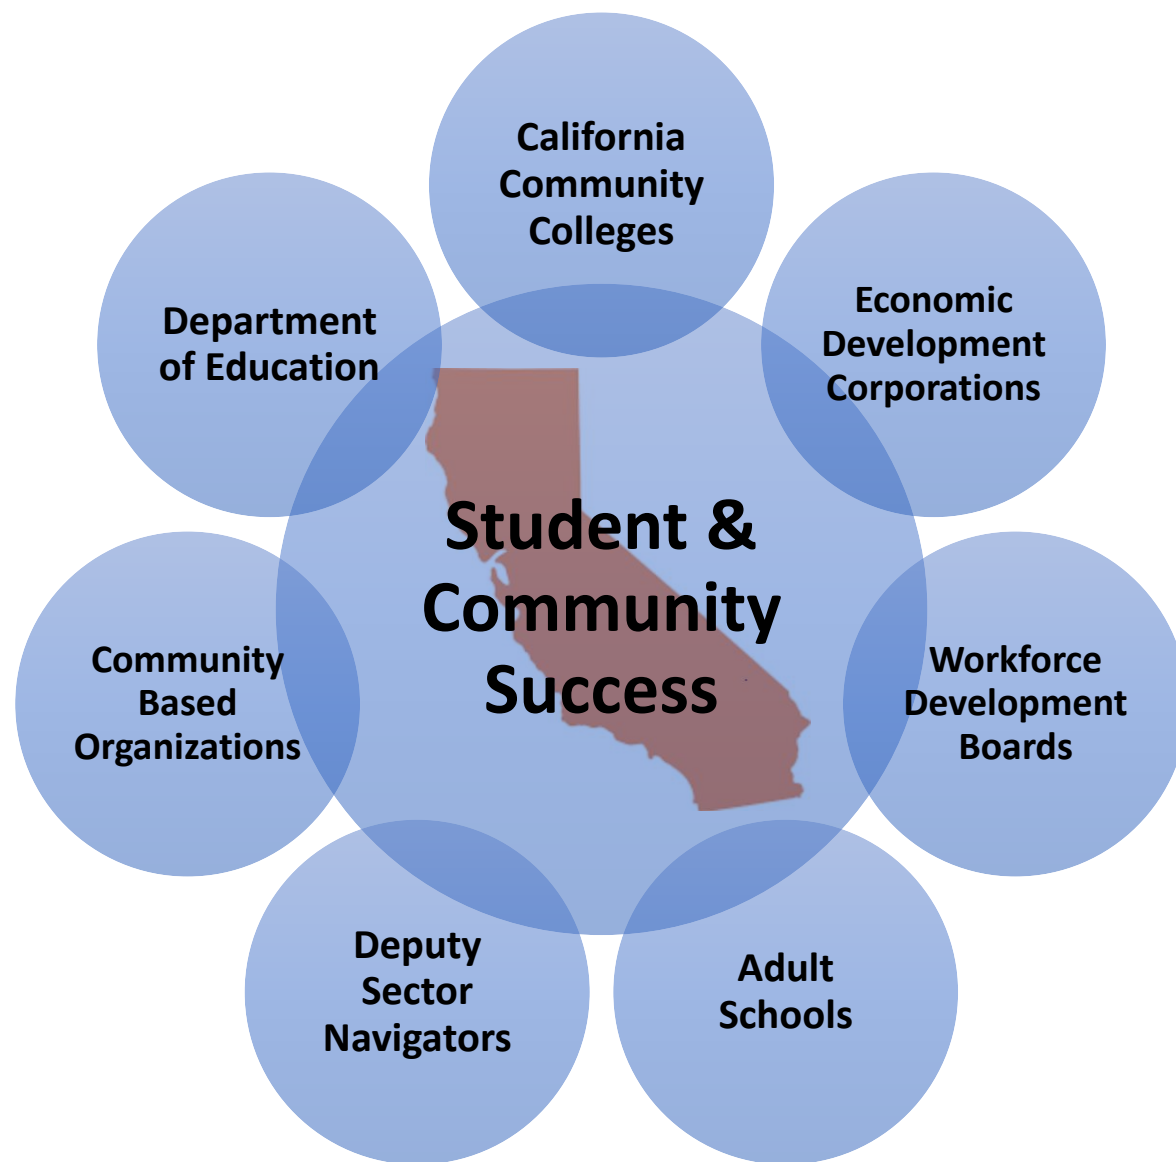 California
Community
Colleges
Economic
Development
Corporations
Department
of Education
Student &
Community
Success
Community
Based
Organizations
Workforce
Development
Boards
Deputy
Sector
Navigators
Adult
Schools